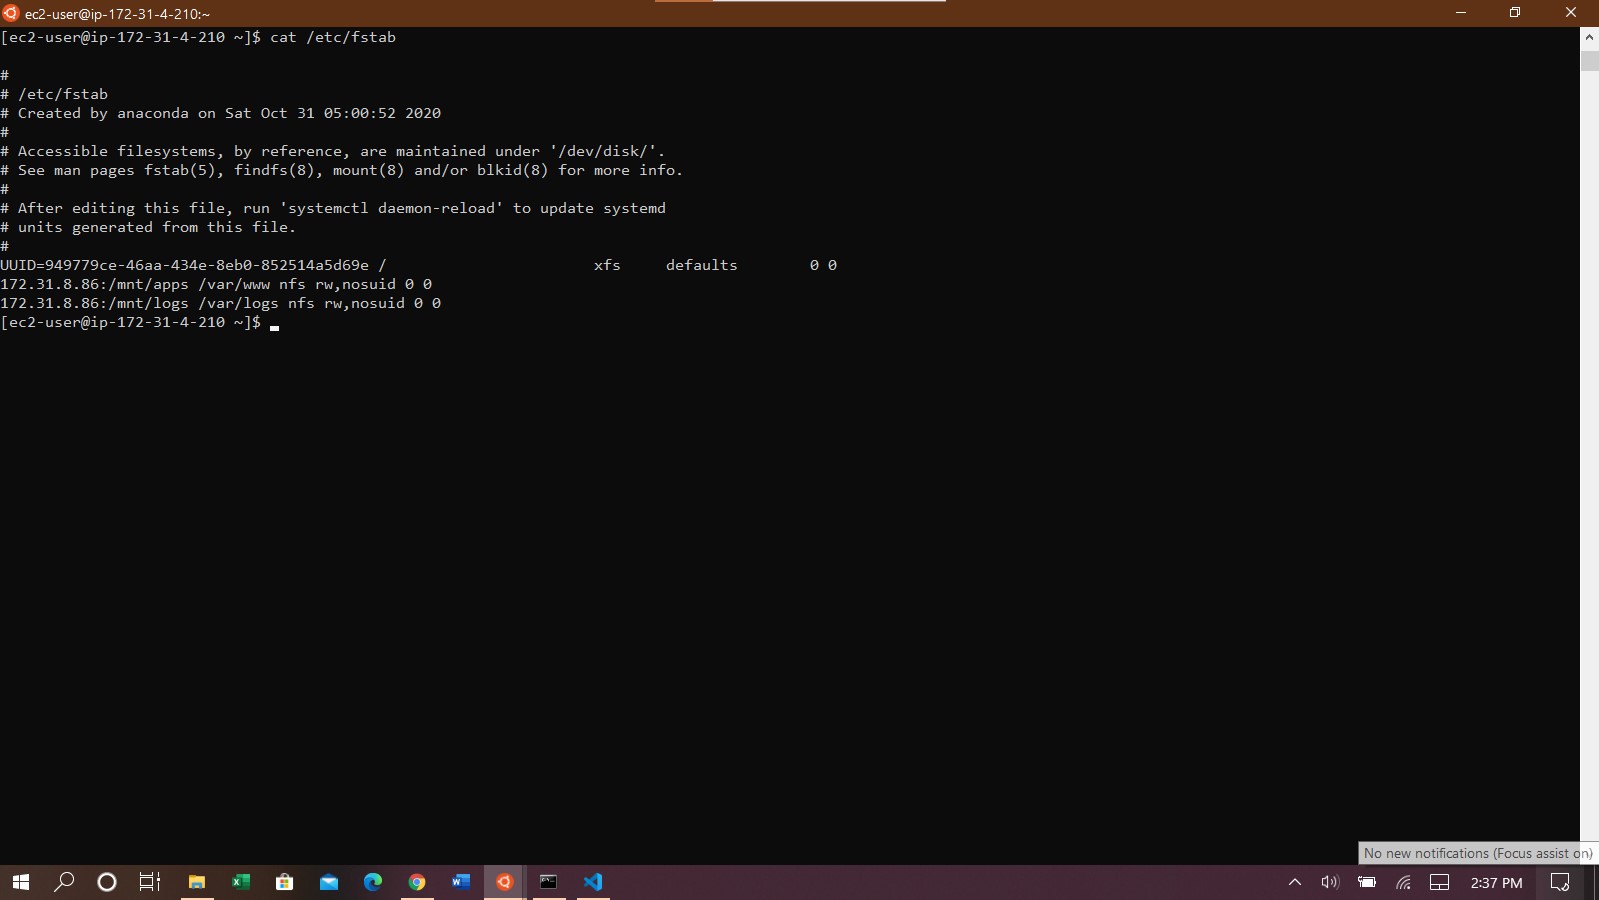 ec2-user@ip-172-31-4-210:~
[ec2-user@ip-172-31-4-210 ~]$ cat /etc/fstab
#
# /etc/fstab
# Created by anaconda on Sat Oct 31 05:00:52 2020
#
# Accessible filesystems, by reference, are maintained under '/dev/disk/'.
# See man pages fstab(5), findfs(8), mount(8) and/or blkid(8) for more info.
#
# After editing this file, run 'systemctl daemon-reload' to update systemd
# units generated from this file.
#
UUID=949779ce-46aa-434e-8eb0-852514a5d69e /                       xfs     defaults        0 0
172.31.8.86:/mnt/apps /var/www nfs rw,nosuid 0 0
172.31.8.86:/mnt/logs /var/logs nfs rw,nosuid 0 0
[ec2-user@ip-172-31-4-210 ~]$
No new notifications (Focus assist on)
2:37 PM